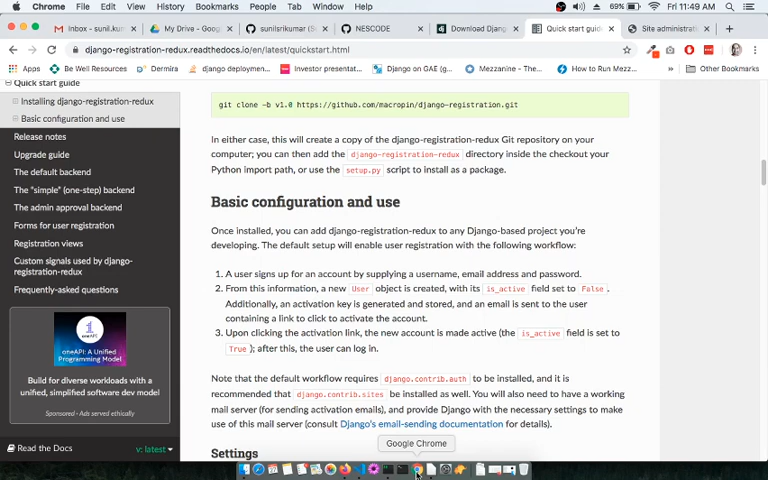 Chrome File Edit View History Bookmarks People Tab Window Help 69% Fri 11:49 AM
Inbox - sunil.kum My Drive - Goog sunilsrikumar (S NESCODE Download Djan Quick start guid Site administrat
django-registration-redux.readthedocs.io/en/latest/quickstart.html
Apps Be Well Resources Dermira django deploymen... Investor presentat... Django on GAE (g... Mezzanine – The... How to Run Djan... Other Bookmarks
Quick start guide
Installing django-registration-redux
Basic configuration and use
Release notes
Upgrade guide
The default backend
The "simple" (one-step) backend
The admin approval backend
Forms for user registration
Registration views
Custom signals used by django-
registration-redux
Frequently-asked questions
oneAPI
oneAPI: A Unified
Programming Model
Build for diverse workloads with a
unified, simplified software dev model
Sponsored · Ads served ethically
Read the Docs v: latest
git clone -b v1.0 https://github.com/macropin/django-registration.git
In either case, this will create a copy of the django-registration-redux Git repository on your
computer; you can then add the django-registration-redux directory inside the checkout your
Python import path, or use the setup.py script to install as a package.
Basic configuration and use
Once installed, you can add django-registration-redux to any Django-based project you're
developing. The default setup will enable user registration with the following workflow:
1. A user signs up for an account by supplying a username, email address and password.
2. From this information, a new User object is created, with its is_active field set to False .
Additionally, an activation key is generated and stored, and an email is sent to the user
containing a link to click to activate the account.
3. Upon clicking the activation link, the new account is made active (the is_active field is set to
True ); after this, the user can log in.
Note that the default workflow requires django.contrib.auth to be installed, and it is
recommended that django.contrib.sites be installed as well. You will also need to have a working
mail server (for sending activation emails), and provide Django with the necessary settings to make
use of this mail server (consult Django's email-sending documentation for details).
Google Chrome
Settings